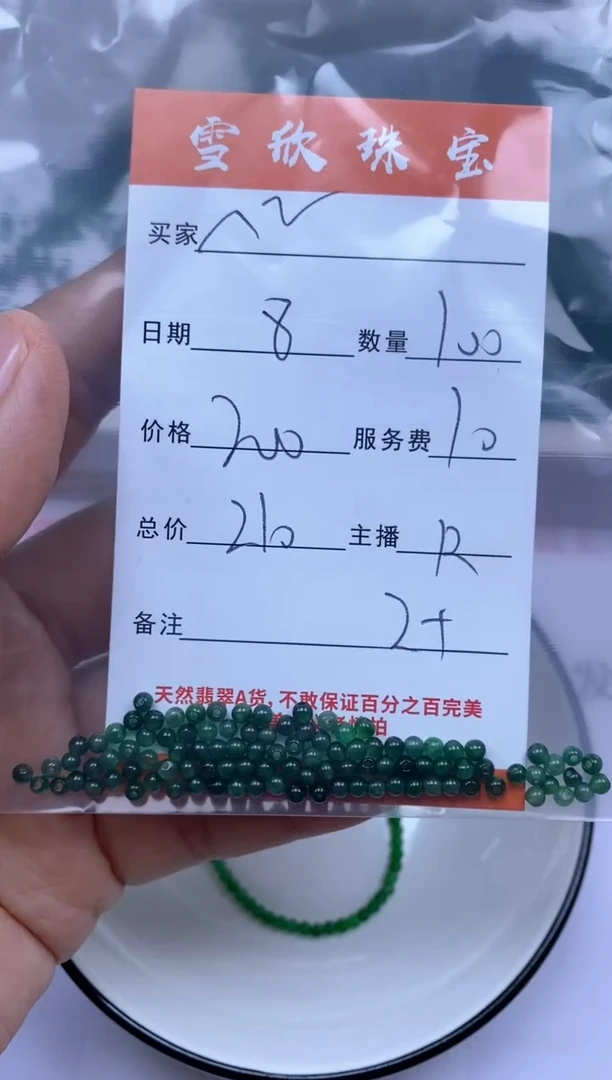 雪欣珠宝
买家
日期 8 数量 100
价格 200 服务费 10
总价 210 主播 R
备注 2+
天然翡翠A货,不敢保证百分之百完美
拍
发